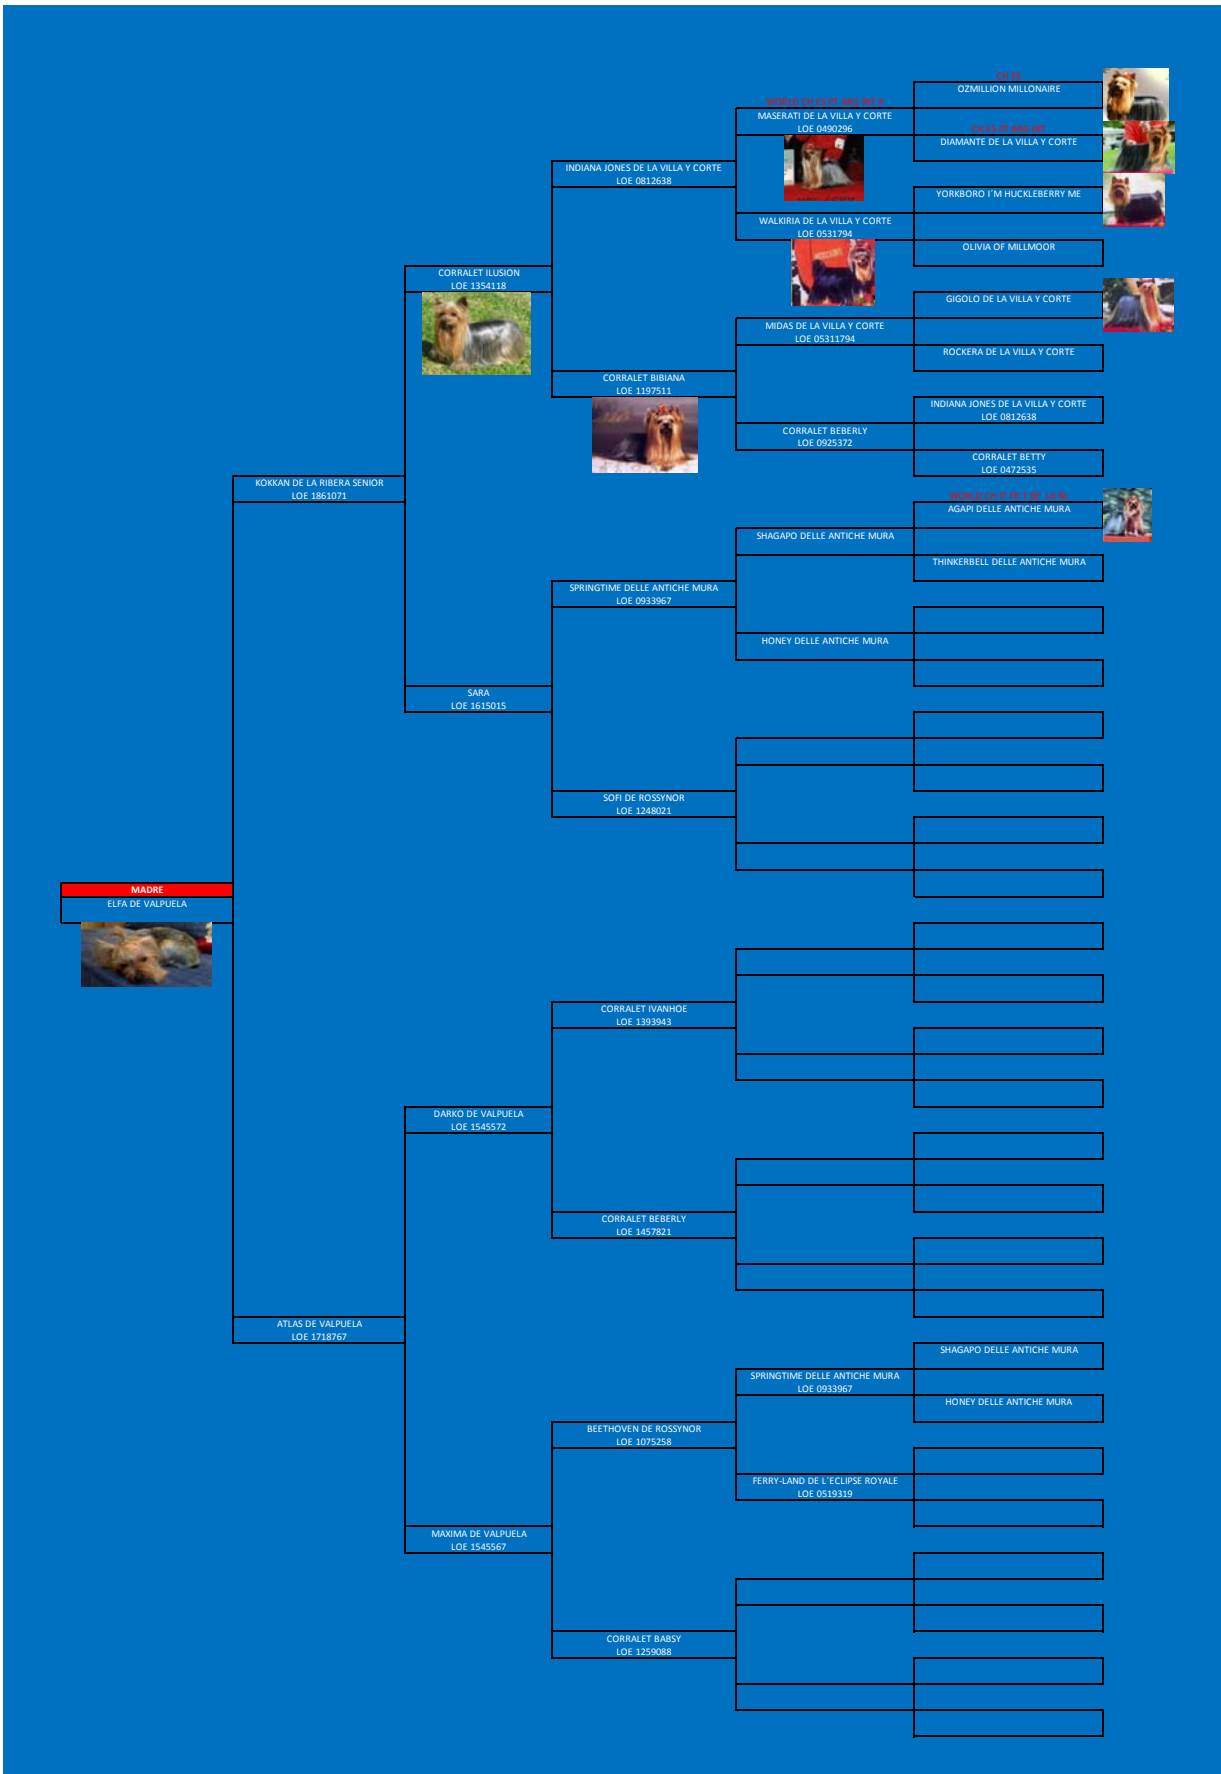 CH ES
OZMILLION MILLONAIRE
MASERATI DE LA VILLA Y CORTE
LOE 0490296
DIAMANTE DE LA VILLA Y CORTE
INDIANA JONES DE LA VILLA Y CORTE
LOE 0812638
YORKBORO I´M HUCKLEBERRY ME
WALKIRIA DE LA VILLA Y CORTE
LOE 0531794
OLIVIA OF MILLMOOR
CORRALET ILUSION
LOE 1354118
GIGOLO DE LA VILLA Y CORTE
MIDAS DE LA VILLA Y CORTE
LOE 05311794
ROCKERA DE LA VILLA Y CORTE
CORRALET BIBIANA
LOE 1197511
INDIANA JONES DE LA VILLA Y CORTE
LOE 0812638
CORRALET BEBERLY
LOE 0925372
CORRALET BETTY
LOE 0472535
KOKKAN DE LA RIBERA SENIOR
LOE 1861071
AGAPI DELLE ANTICHE MURA
SHAGAPO DELLE ANTICHE MURA
THINKERBELL DELLE ANTICHE MURA
SPRINGTIME DELLE ANTICHE MURA
LOE 0933967
HONEY DELLE ANTICHE MURA
SARA
LOE 1615015
SOFI DE ROSSYNOR
LOE 1248021
MADRE
ELFA DE VALPUELA
CORRALET IVANHOE
LOE 1393943
DARKO DE VALPUELA
LOE 1545572
CORRALET BEBERLY
LOE 1457821
ATLAS DE VALPUELA
LOE 1718767
SHAGAPO DELLE ANTICHE MURA
SPRINGTIME DELLE ANTICHE MURA
LOE 0933967
HONEY DELLE ANTICHE MURA
BEETHOVEN DE ROSSYNOR
LOE 1075258
FERRY-LAND DE L´ECLIPSE ROYALE
LOE 0519319
MAXIMA DE VALPUELA
LOE 1545567
CORRALET BABSY
LOE 1259088